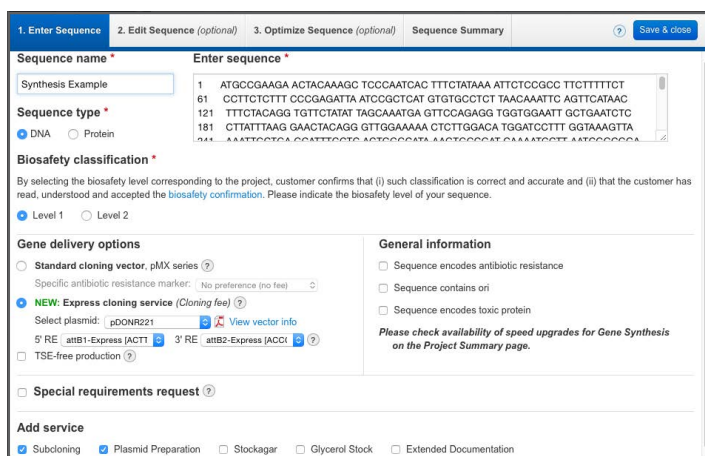 1. Enter Sequence 2. Edit Sequence (optional) 3. Optimize Sequence (optional) Sequence Summary ? Save & close
Sequence name * Enter sequence *
Synthesis Example
1 ATGCCGAAGA ACTACAAAGC TCCCAATCAC TTTCTATAAA ATTCTCCGCC TTCTTTTTCT
61 CCTTCTCTTT CCCGAGATTA ATCCGCTCAT GTGTGCCTCT TAACAAATTC AGTTCATAAC
Sequence type * 121 TTTCTACAGG TGTTCTATAT TAGCAAATGA GTTCCAGAGG TGGTGGAATT GCTGAATCTC
DNA Protein 181 CTTATTTAAG GAACTACAGG GTTGGAAAAA CTCTTGGACA TGGATCCTTT GGTAAAGTTA
Biosafety classification *
By selecting the biosafety level corresponding to the project, customer confirms that (i) such classification is correct and accurate and (ii) that the customer has
read, understood and accepted the biosafety confirmation. Please indicate the biosafety level of your sequence.
Level 1 Level 2
Gene delivery options General information
Standard cloning vector, pMX series ? Sequence encodes antibiotic resistance
Specific antibiotic resistance marker: No preference (no fee) Sequence contains ori
NEW: Express cloning service (Cloning fee) ? Sequence encodes toxic protein
Select plasmid: pDONR221 View vector info Please check availability of speed upgrades for Gene Synthesis
5' RE attB1-Express [ACTT 3' RE attB2-Express [ACC( ? on the Project Summary page.
TSE-free production ?
Special requirements request ?
Add service
Subcloning Plasmid Preparation Stockagar Glycerol Stock Extended Documentation